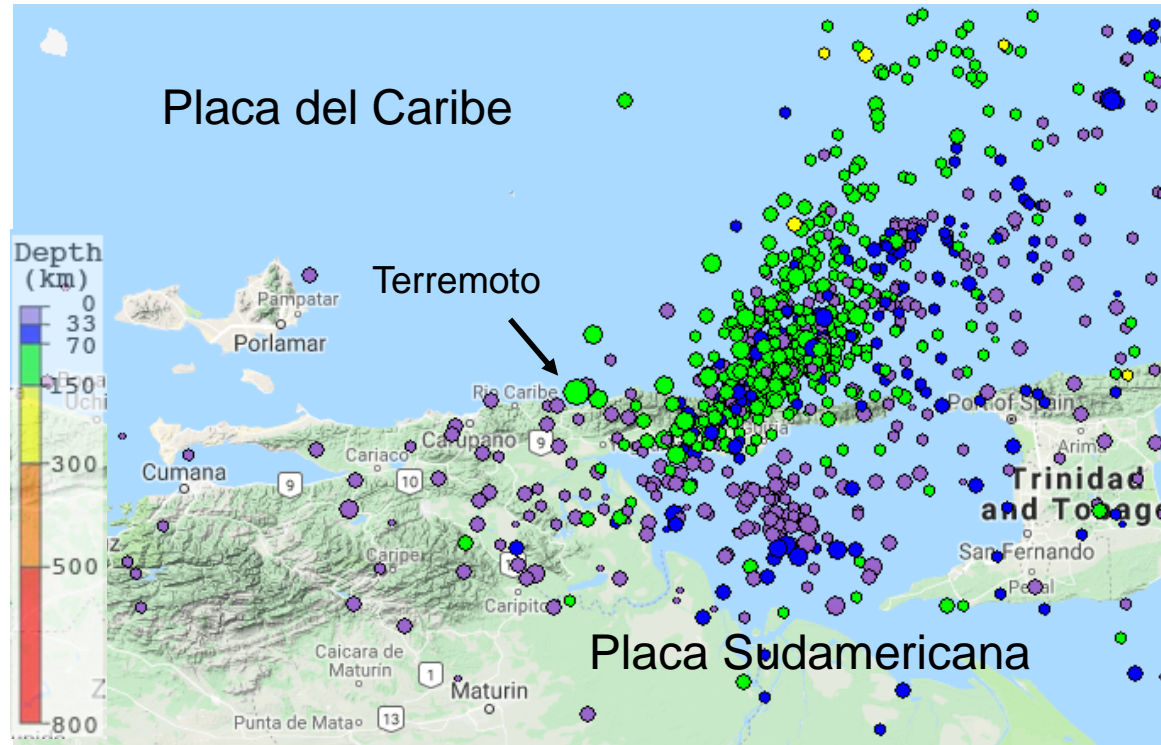 Placa del Caribe
Depth
(km)
0
33
70
150
300
500
800
Terremoto
Pampatar
Porlamar
Rio Caribe
Carupano
9
Cariaco
Cumana
9
10
Port of Spain
Arima
Trinidad
and Tobago
San Fernando
Caripe
Caripito
Placa Sudamericana
Caicara de
Maturín
1
Maturin
Punta de Mata
13